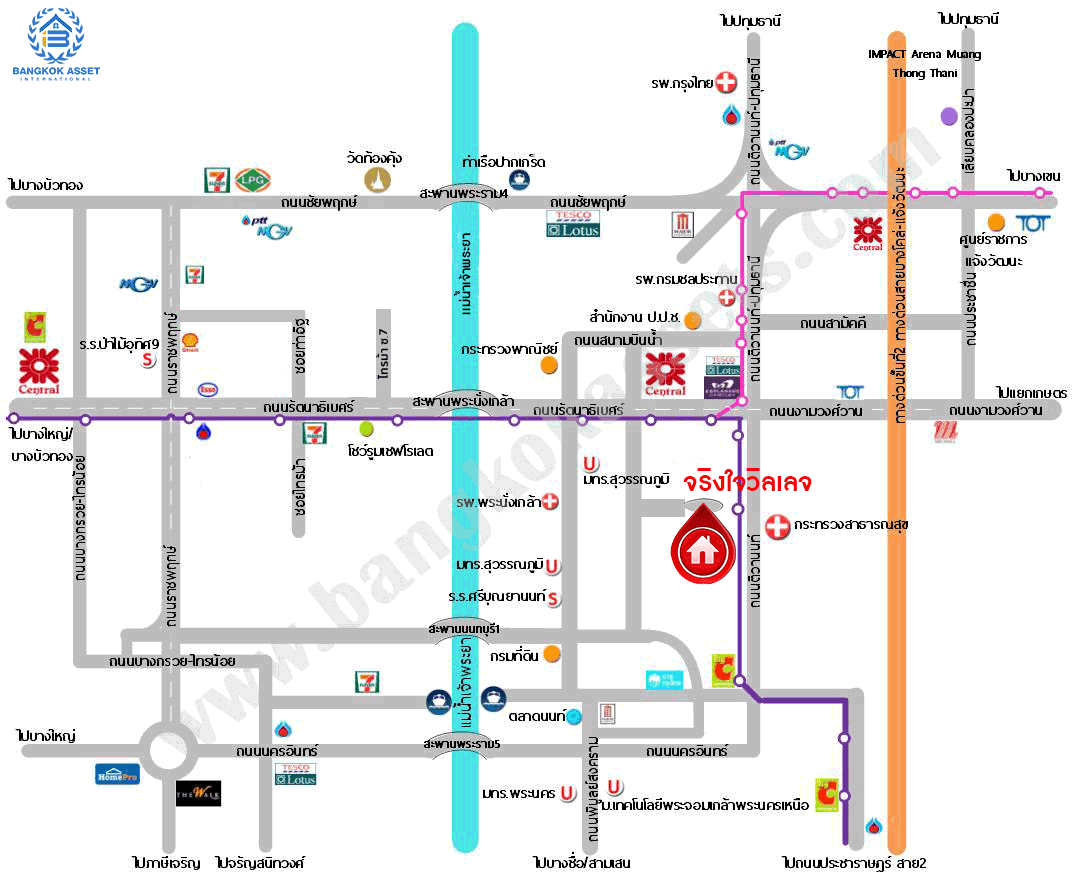 BANGKOK ASSET
INTERNATIONAL
ไปปทุมธานี
ไปปทุมธานี
IMPACT Arena Muang
Thong Thani
รพ.กรุงไทย
ถนนติวานนท์-ปทุมธานี
เลียบคลองประปา
ptt
NGV
วัดท้องคุ้ง
ท่าเรือปากเกร็ด
ไปบางบัวทอง
7 ELEVEN
LPG
สะพานพระราม4
ไปบางเขน
ถนนชัยพฤกษ์
ถนนชัยพฤกษ์
TESCO
Lotus
MAJOR
ptt
NGV
Central
ศูนย์ราชการ
แจ้งวัฒนะ
TOT
แม่น้ำเจ้าพระยา
ทางด่วนขั้นที่2 ทางด่วนสายบางโคล่-แจ้งวัฒนะ
NGV
7 ELEVEN
รพ.กรมชลประทาน
ถนนติวานนท์-ปทุมธานี
ถนนประชาชื่น
สำนักงาน ป.ป.ช.
ถนนสามัคคี
ถนนสนามบินน้ำ
ร.ร.ป่าไม้อุทิศ9
S
Shell
ถนนราชพฤกษ์
ซอยท่าอิฐ
ไทรม้า ซ.7
กระทรวงพาณิชย์
Central
Central
TESCO
Lotus
ESPLANADE
Esso
TOT
ไปแยกเกษตร
ถนนรัตนาธิเบศร์
สะพานพระนั่งเกล้า
ถนนรัตนาธิเบศร์
ถนนงามวงศ์วาน
ถนนงามวงศ์วาน
ไปบางใหญ่/
บางบัวทอง
7 ELEVEN
โชว์รูมเชฟโรเลต
ถนนบางกรวย-ไทรน้อย
ซอยไทรม้า
U
มทร.สุวรรณภูมิ
จริงใจวิลเลจ
รพ.พระนั่งเกล้า
กระทรวงสาธารณสุข
ถนนราชพฤกษ์
มทร.สุวรรณภูมิ
U
ถนนติวานนท์
ร.ร.ศรีบุณยานนท์
S
สะพานนนทบุรี1
กรมที่ดิน
ถนนบางกรวย-ไทรน้อย
แม่น้ำเจ้าพระยา
7 ELEVEN
Big C
ตลาดนนท์
ไปบางใหญ่
ถนนนครอินทร์
สะพานพระราม5
ถนนนครอินทร์
HomePro
THE WALK
TESCO
Lotus
มทร.พระนคร
U
U
ม.เทคโนโลยีพระจอมเกล้าพระนครเหนือ
ถนนพิบูลย์สงคราม
ไปภาษีเจริญ
ไปจรัญสนิทวงศ์
ไปบางซื่อ/สามเสน
ไปถนนประชาราษฎร์ สาย2
www.bangkokassets.com